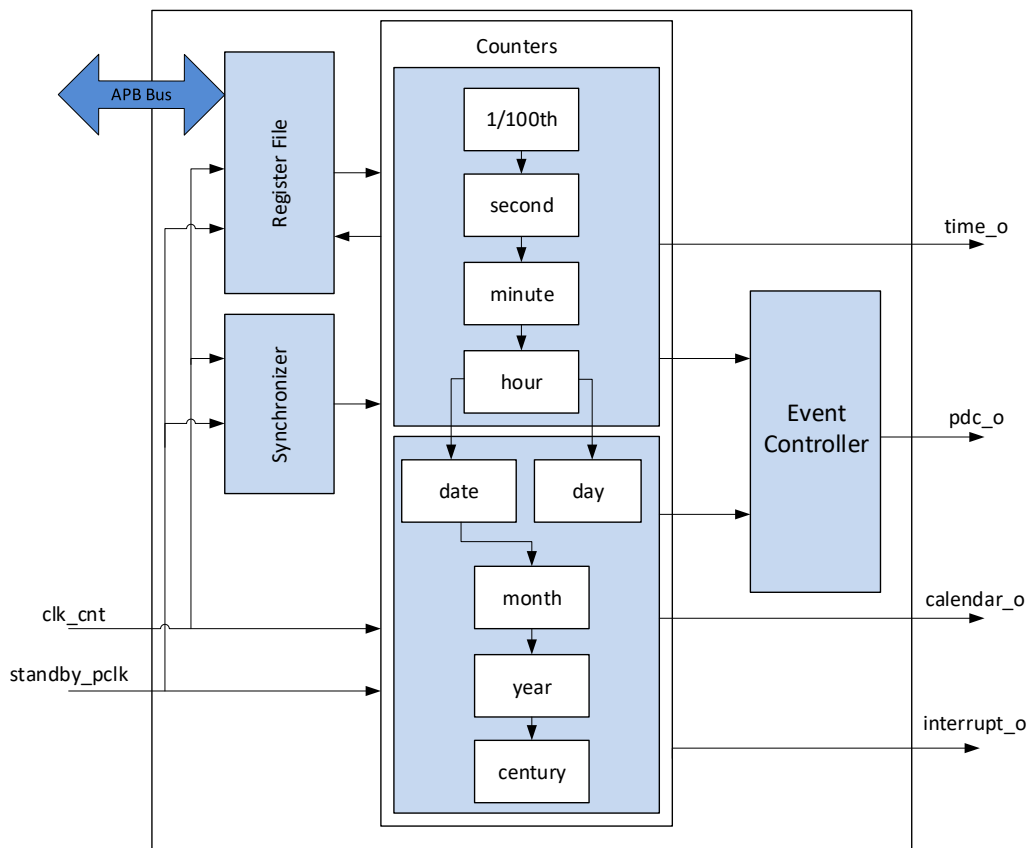 Counters
APB Bus
Register File
1/100th
second
minute
hour
time_o
Synchronizer
Event
Controller
pdc_o
date
day
month
year
century
clk_cnt
standby_pclk
calendar_o
interrupt_o